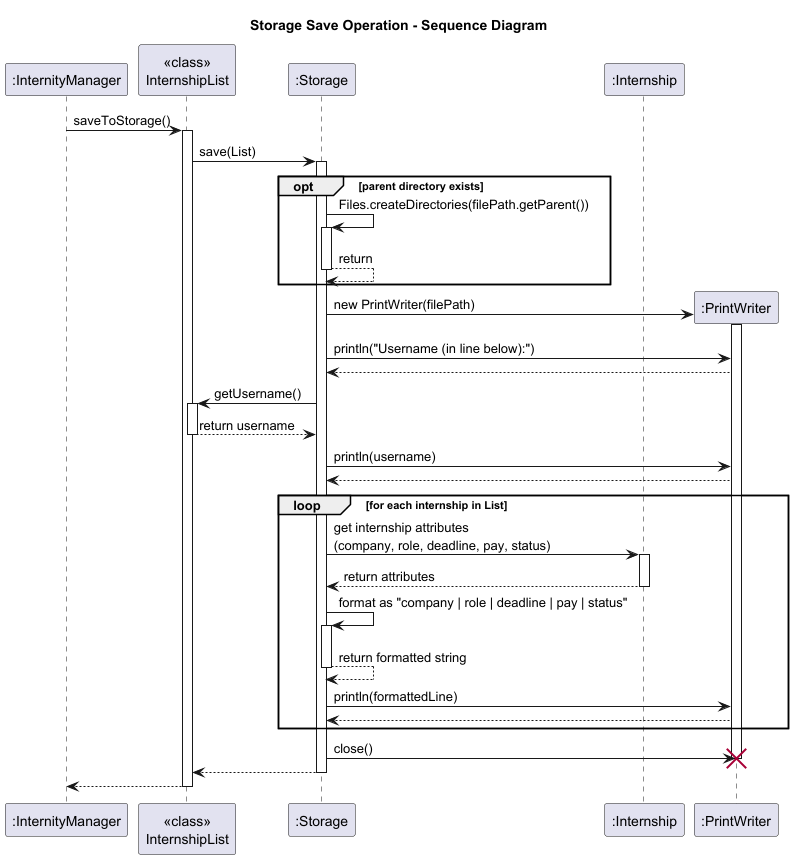 Storage Save Operation - Sequence Diagram
:InternityManager
«class»
InternshipList
:Storage
:Internship
saveToStorage()
save(List)
opt
[parent directory exists]
Files.createDirectories(filePath.getParent())
return
new PrintWriter(filePath)
:PrintWriter
println("Username (in line below):")
getUsername()
return username
println(username)
loop
[for each internship in List]
get internship attributes
(company, role, deadline, pay, status)
return attributes
format as "company | role | deadline | pay | status"
return formatted string
println(formattedLine)
close()
:InternityManager
«class»
InternshipList
:Storage
:Internship
:PrintWriter